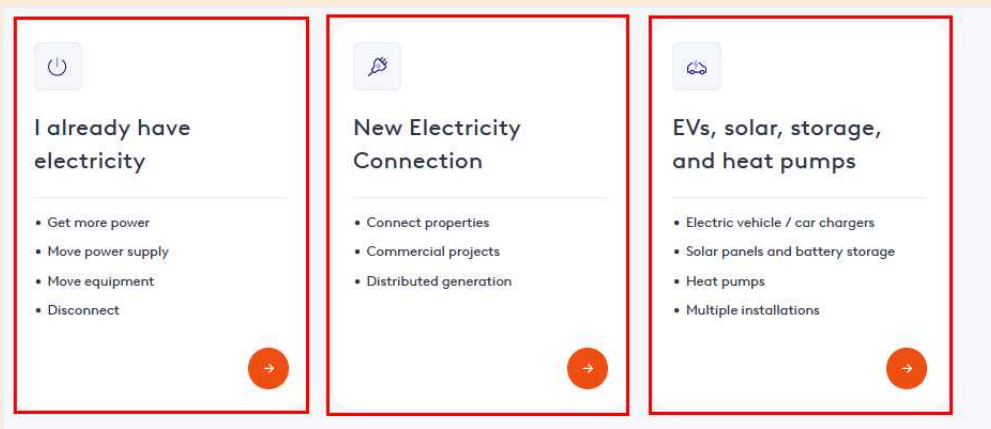 I already have
electricity
• Get more power
• Move power supply
• Move equipment
• Disconnect
New Electricity
Connection
• Connect properties
• Commercial projects
• Distributed generation
EVs, solar, storage,
and heat pumps
• Electric vehicle / car chargers
• Solar panels and battery storage
• Heat pumps
• Multiple installations